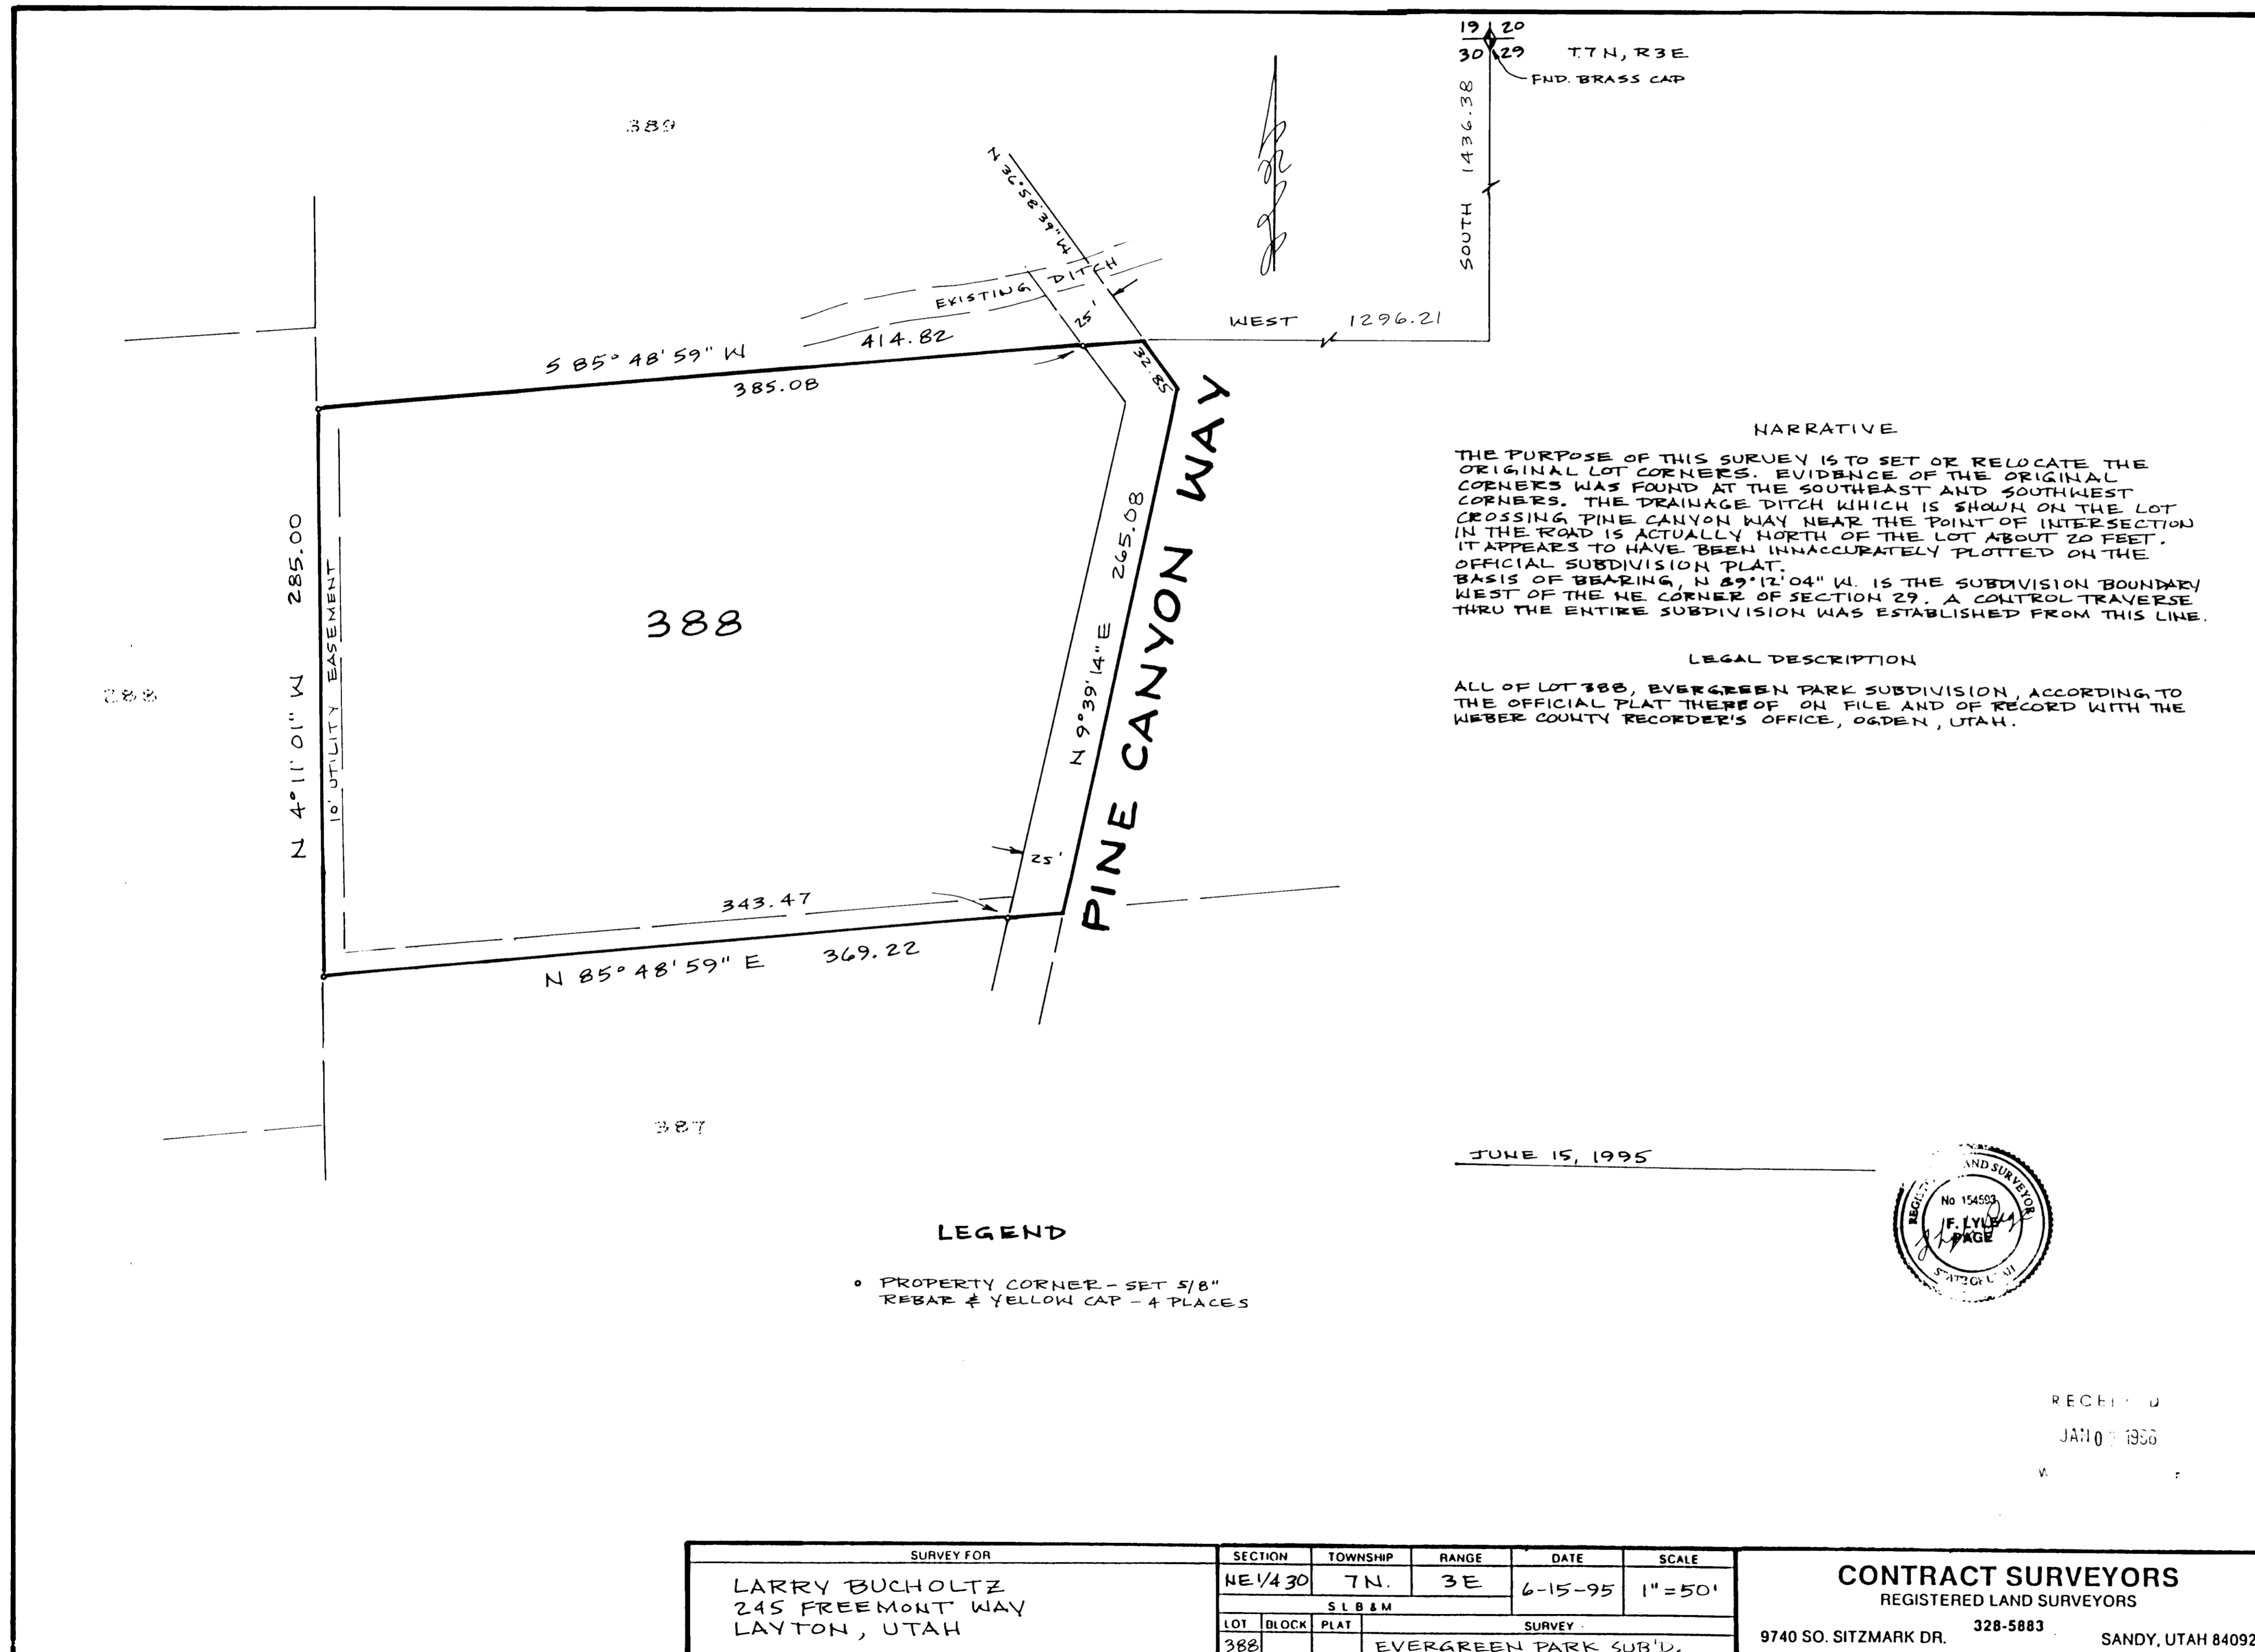 19 20
30 29 T.7N, R3E
FND. BRASS CAP
SOUTH 1436.38
WEST 1296.21
389
N 36°58'39" W
EXISTING DITCH
25'
414.82
S 85° 48' 59" W
385.08
32.85
PINE CANYON WAY
N 9°39'14" E 265.08
N 4°11'01" W 285.00
10' UTILITY EASEMENT
388
288
25'
343.47
N 85° 48' 59" E 369.22
387
NARRATIVE
THE PURPOSE OF THIS SURVEY IS TO SET OR RELOCATE THE
ORIGINAL LOT CORNERS. EVIDENCE OF THE ORIGINAL
CORNERS WAS FOUND AT THE SOUTHEAST AND SOUTHWEST
CORNERS. THE DRAINAGE DITCH WHICH IS SHOWN ON THE LOT
CROSSING PINE CANYON WAY NEAR THE POINT OF INTERSECTION
IN THE ROAD IS ACTUALLY NORTH OF THE LOT ABOUT 20 FEET.
IT APPEARS TO HAVE BEEN INNACCURATELY PLOTTED ON THE
OFFICIAL SUBDIVISION PLAT.
BASIS OF BEARING, N 89°12'04" W. IS THE SUBDIVISION BOUNDARY
WEST OF THE NE CORNER OF SECTION 29. A CONTROL TRAVERSE
THRU THE ENTIRE SUBDIVISION WAS ESTABLISHED FROM THIS LINE.
LEGAL DESCRIPTION
ALL OF LOT 388, EVERGREEN PARK SUBDIVISION, ACCORDING TO
THE OFFICIAL PLAT THEREOF ON FILE AND OF RECORD WITH THE
WEBER COUNTY RECORDER'S OFFICE, OGDEN, UTAH.
JUNE 15, 1995
LAND SURVEYOR
No 154593
F. LYLE
PAGE
STATE OF UTAH
LEGEND
° PROPERTY CORNER - SET 5/8"
REBAR & YELLOW CAP - 4 PLACES
JAN 0
SURVEY FOR
LARRY BUCHOLTZ
245 FREEMONT WAY
LAYTON, UTAH
SECTION TOWNSHIP RANGE DATE SCALE
NE 1/4 30 7N. 3E 6-15-95 1"=50'
S L B & M
LOT BLOCK PLAT SURVEY
388 EVERGREEN PARK SUB'D.
CONTRACT SURVEYORS
REGISTERED LAND SURVEYORS
328-5883
9740 SO. SITZMARK DR. SANDY, UTAH 84092